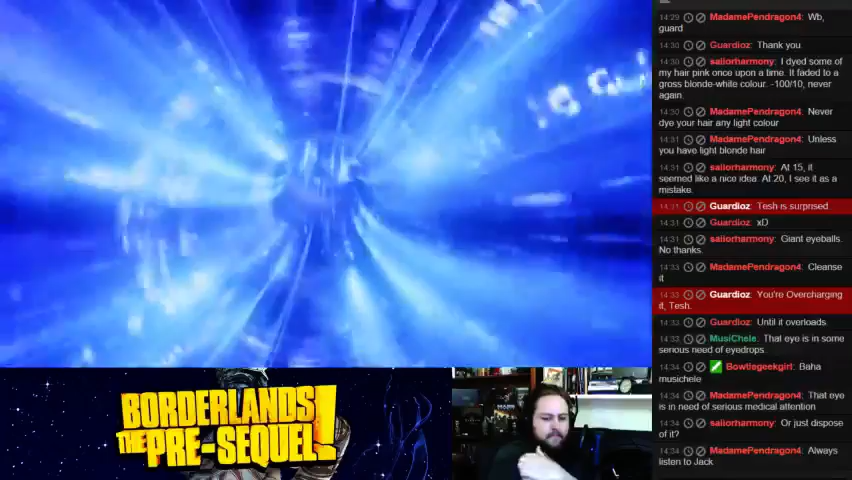 14:29 MadamePendragon4: Wb,
guard
14:30 Guardioz: Thank you
14:30 sailorharmony: I dyed some of
my hair pink once upon a time. It faded to a
gross blonde-white colour. -100/10, never
again.
14:30 MadamePendragon4: Never
dye your hair any light colour
14:31 MadamePendragon4: Unless
you have light blonde hair
14:31 sailorharmony: At 15, it
seemed like a nice idea. At 20, I see it as a
mistake.
14:31 Guardioz: Tesh is surprised
14:31 Guardioz: xD
14:31 sailorharmony: Giant eyeballs.
No thanks.
14:33 MadamePendragon4: Cleanse
it
14:33 Guardioz: You're Overcharging
it, Tesh.
14:33 Guardioz: Until it overloads.
14:33 MusiChele: That eye is in some
serious need of eyedrops
14:34 Bowtiegeekgirl: Baha
musichele
14:34 MadamePendragon4: That eye
is in need of serious medical attention
14:34 sailorharmony: Or just dispose
of it?
14:34 MadamePendragon4: Always
listen to Jack
BORDERLANDS
THE PRE-SEQUEL!